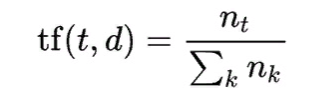 tf(t, d) = n_t / ∑_k n_k